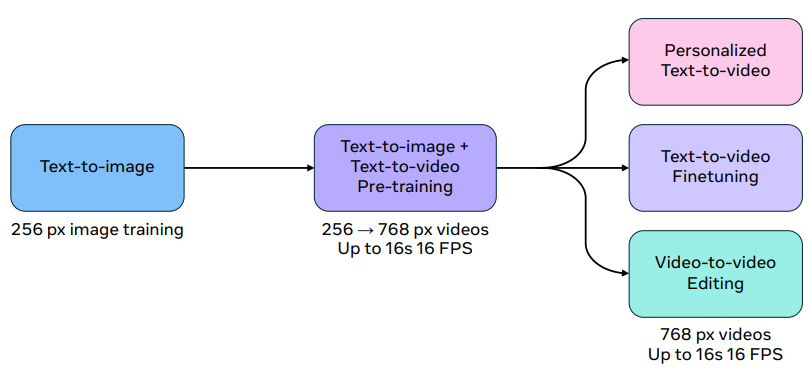 Text-to-image
256 px image training
Text-to-image +
Text-to-video
Pre-training
256 → 768 px videos
Up to 16s 16 FPS
Personalized
Text-to-video
Text-to-video
Finetuning
Video-to-video
Editing
768 px videos
Up to 16s 16 FPS